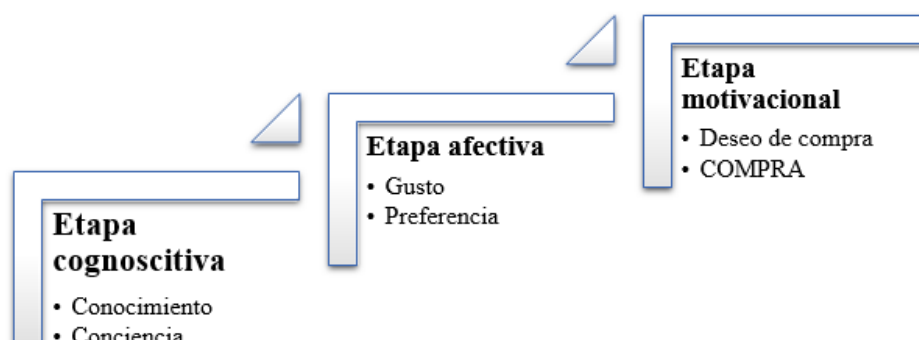 Etapa
cognoscitiva
• Conocimiento
• Conciencia
Etapa afectiva
• Gusto
• Preferencia
Etapa
motivacional
• Deseo de compra
• COMPRA